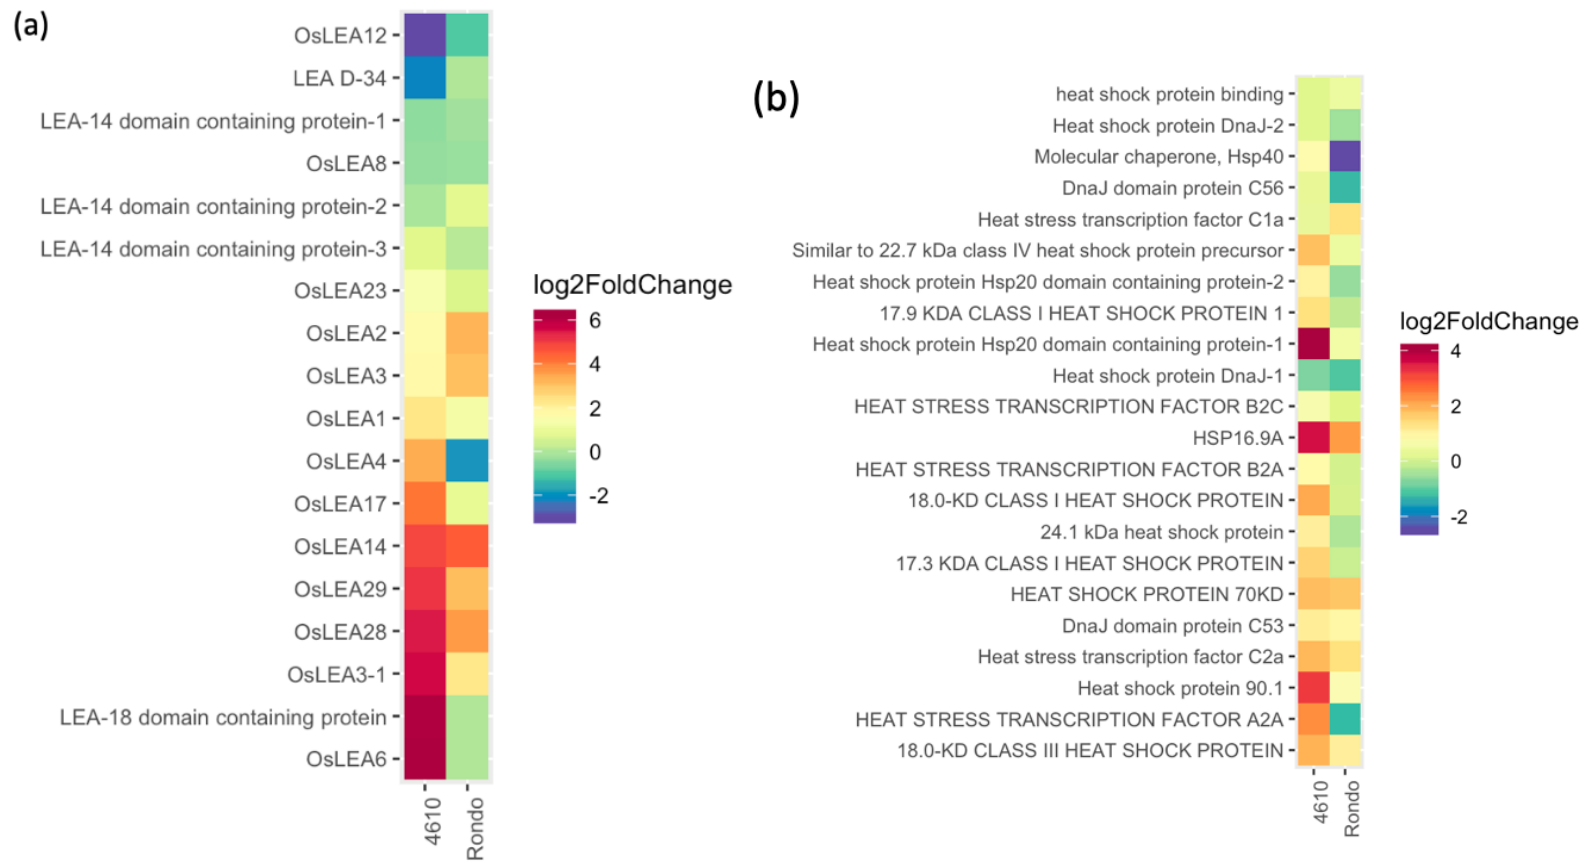 (a)
OsLEA12
LEA D-34
LEA-14 domain containing protein-1
OsLEA8
LEA-14 domain containing protein-2
LEA-14 domain containing protein-3
OsLEA23
OsLEA2
OsLEA3
OsLEA1
OsLEA4
OsLEA17
OsLEA14
OsLEA29
OsLEA28
OsLEA3-1
LEA-18 domain containing protein
OsLEA6
4610
Rondo
log2FoldChange
6
4
2
0
-2
(b)
heat shock protein binding
Heat shock protein DnaJ-2
Molecular chaperone, Hsp40
DnaJ domain protein C56
Heat stress transcription factor C1a
Similar to 22.7 kDa class IV heat shock protein precursor
Heat shock protein Hsp20 domain containing protein-2
17.9 KDA CLASS I HEAT SHOCK PROTEIN 1
Heat shock protein Hsp20 domain containing protein-1
Heat shock protein DnaJ-1
HEAT STRESS TRANSCRIPTION FACTOR B2C
HSP16.9A
HEAT STRESS TRANSCRIPTION FACTOR B2A
18.0-KD CLASS I HEAT SHOCK PROTEIN
24.1 kDa heat shock protein
17.3 KDA CLASS I HEAT SHOCK PROTEIN
HEAT SHOCK PROTEIN 70KD
DnaJ domain protein C53
Heat stress transcription factor C2a
Heat shock protein 90.1
HEAT STRESS TRANSCRIPTION FACTOR A2A
18.0-KD CLASS III HEAT SHOCK PROTEIN
4610
Rondo
log2FoldChange
4
2
0
-2